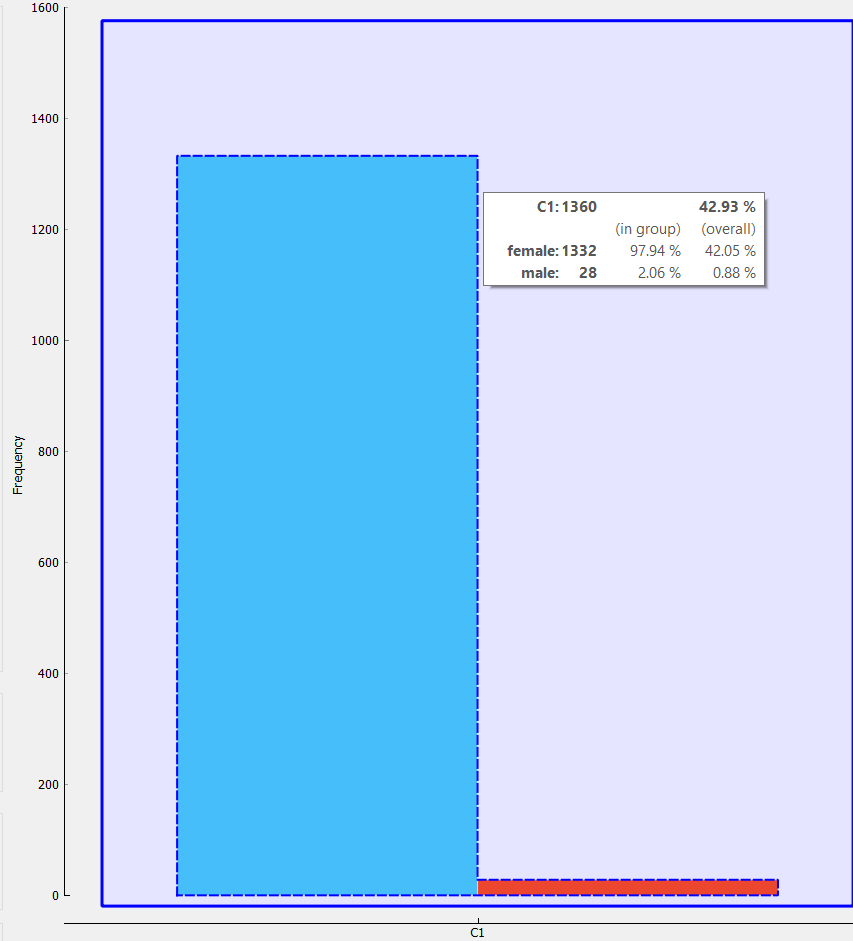 1600
1400
1200
1000
800
600
400
200
0
Frequency
C1: 1360 42.93 %
(in group) (overall)
female: 1332 97.94 % 42.05 %
male: 28 2.06 % 0.88 %
C1